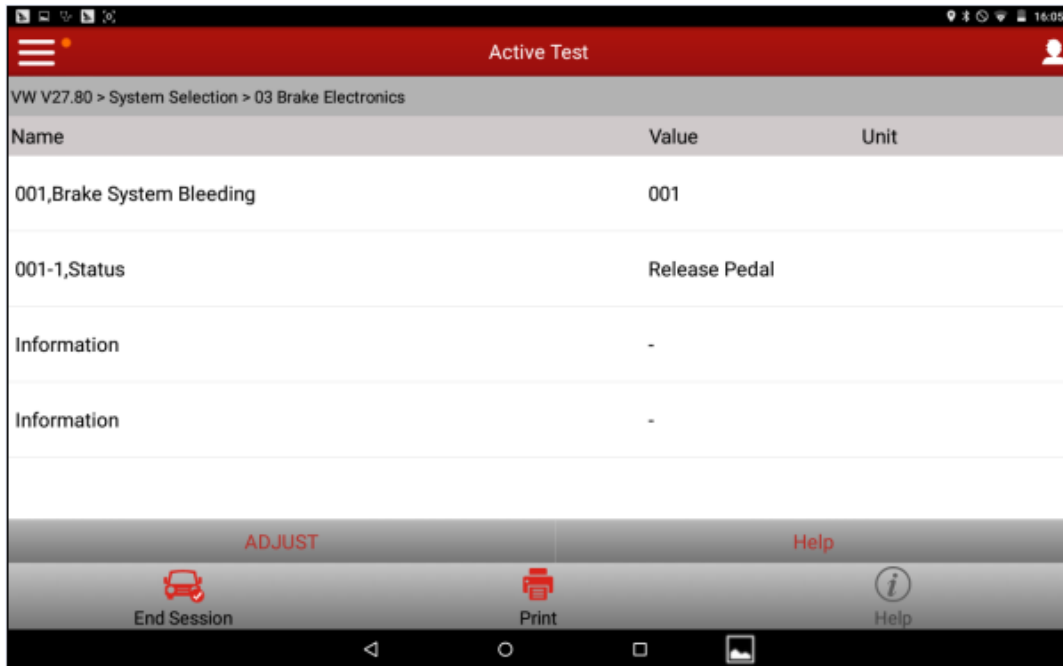 16:05
Active Test
VW V27.80 > System Selection > 03 Brake Electronics
Name Value Unit
001,Brake System Bleeding 001
001-1,Status Release Pedal
Information -
Information -
ADJUST Help
End Session Print Help